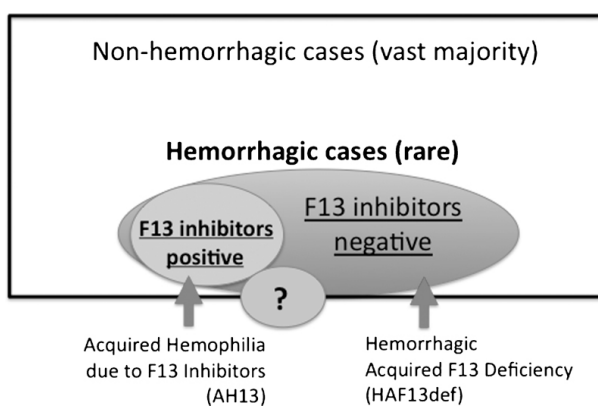 Non-hemorrhagic cases (vast majority)
Hemorrhagic cases (rare)
F13 inhibitors
positive
F13 inhibitors
negative
?
Acquired Hemophilia
due to F13 Inhibitors
(AH13)
Hemorrhagic
Acquired F13 Deficiency
(HAF13def)